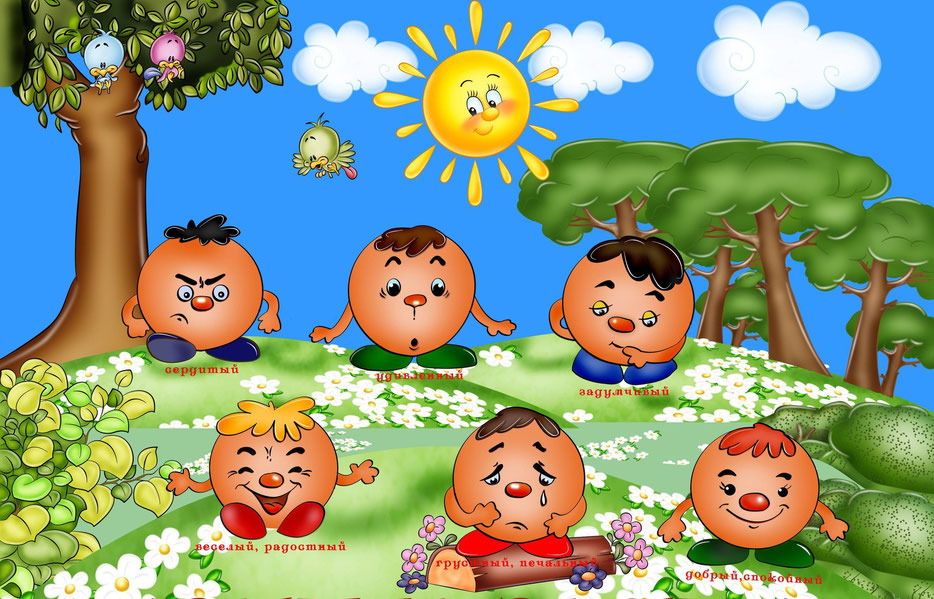 сердитый
удивленный
задумчивый
веселый, радостный
грустный, печальный
добрый,спокойный